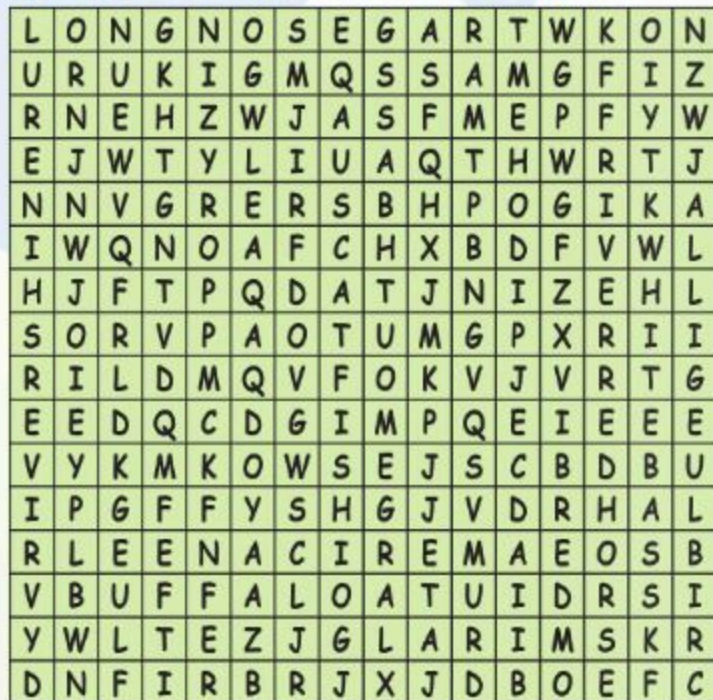 L O N G N O S E G A R T W K O N
U R U K I G M Q S S A M G F I Z
R N E H Z W J A S F M E P F Y W
E J W T Y L I U A Q T H W R T J
N N V G R E R S B H P O G I K A
I W Q N O A F C H X B D F V W L
H J F T P Q D A T J N I Z E H L
S O R V P A O T U M G P X R I I
R I L D M Q V F O K V J V R T G
E E D Q C D G I M P Q E I E E E
V Y K M K O W S E J S C B D B U
I P G F F Y S H G J V D R H A L
R L E E N A C I R E M A E O S B
V B U F F A L O A T U I D R S I
Y W L T E Z J G L A R I M S K R
D N F I R B R J X J D B O E F C